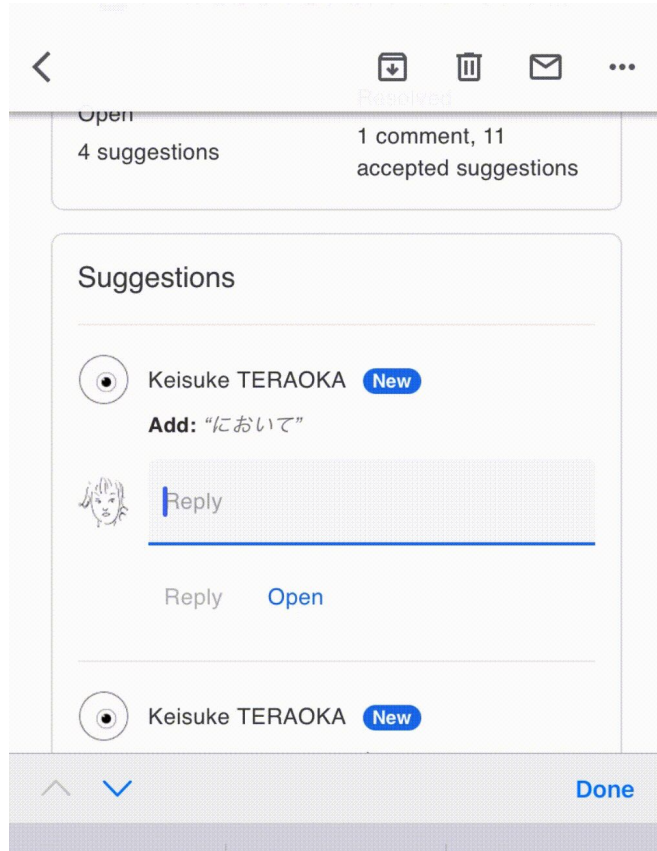 Open
Resolved
4 suggestions
1 comment, 11
accepted suggestions
Suggestions
Keisuke TERAOKA New
Add: “において”
Reply
Reply Open
Keisuke TERAOKA New
Done